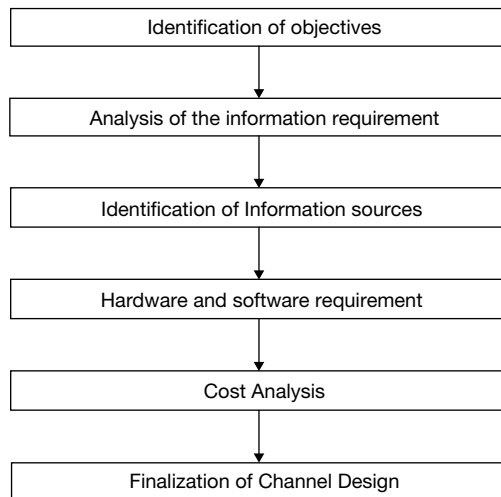 Identification of objectives
Analysis of the information requirement
Identification of Information sources
Hardware and software requirement
Cost Analysis
Finalization of Channel Design